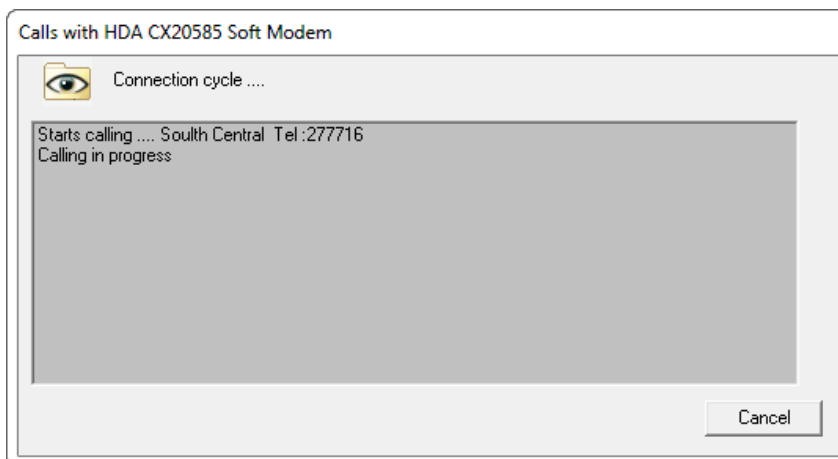 Calls with HDA CX20585 Soft Modem
Connection cycle ....
Starts calling .... Soulth Central Tel :277716
Calling in progress
Cancel